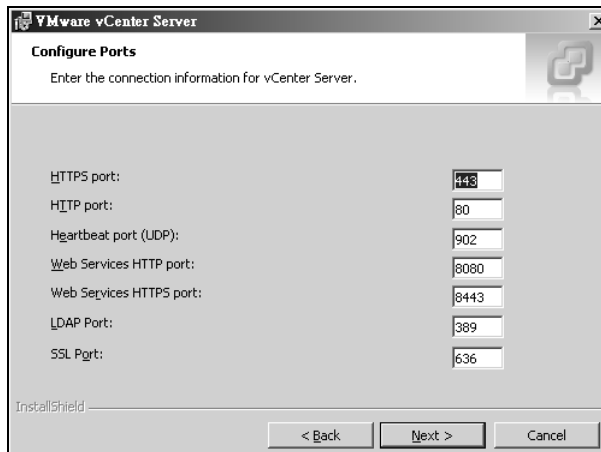 VMware vCenter Server
Configure Ports
Enter the connection information for vCenter Server.
HTTPS port: 443
HTTP port: 80
Heartbeat port (UDP): 902
Web Services HTTP port: 8080
Web Services HTTPS port: 8443
LDAP Port: 389
SSL Port: 636
InstallShield
< Back Next > Cancel